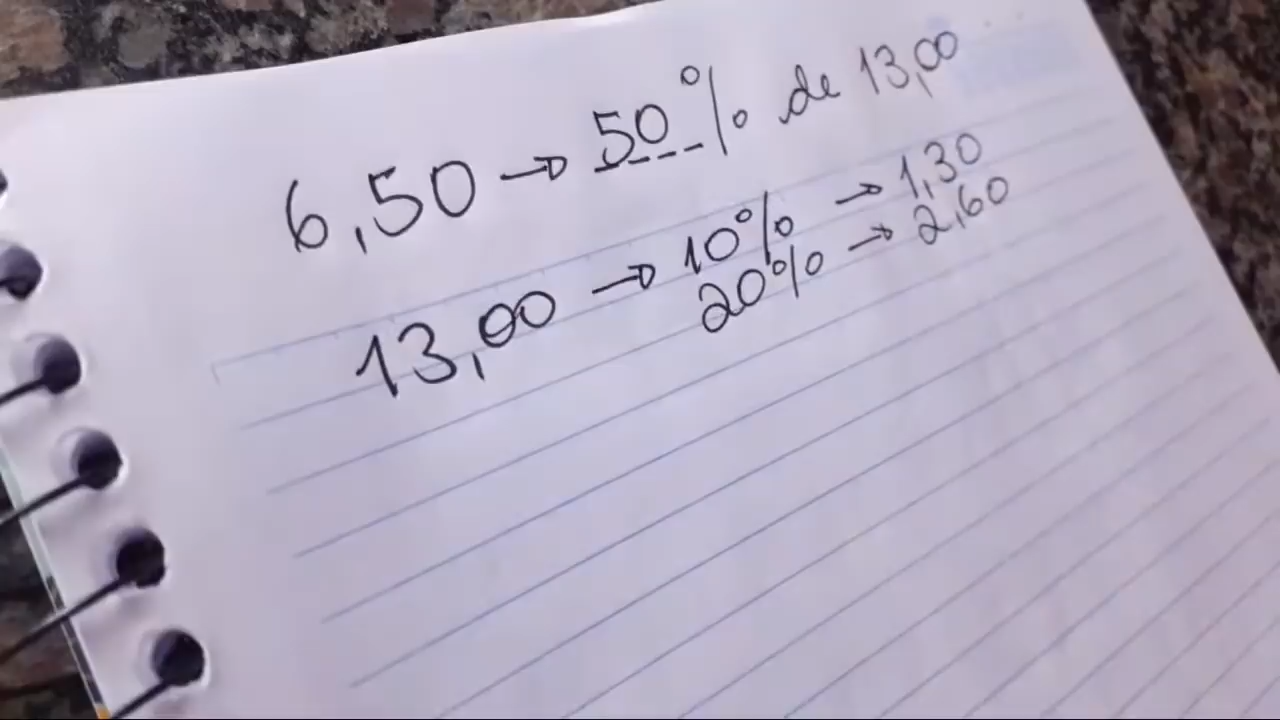 6,50 → 50% de 13,00
13,00 → 10% → 1,30
20% → 2,60